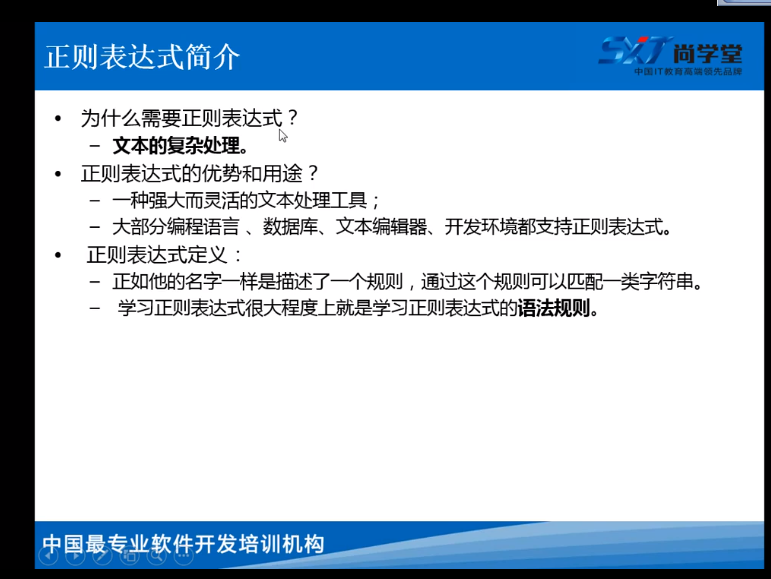 正则表达式简介
SXT 尚学堂
中国IT教育高端领先品牌
• 为什么需要正则表达式？
– 文本的复杂处理。
• 正则表达式的优势和用途？
– 一种强大而灵活的文本处理工具；
– 大部分编程语言 、数据库、文本编辑器、开发环境都支持正则表达式。
• 正则表达式定义：
– 正如他的名字一样是描述了一个规则，通过这个规则可以匹配一类字符串。
– 学习正则表达式很大程度上就是学习正则表达式的语法规则。
中国最专业软件开发培训机构